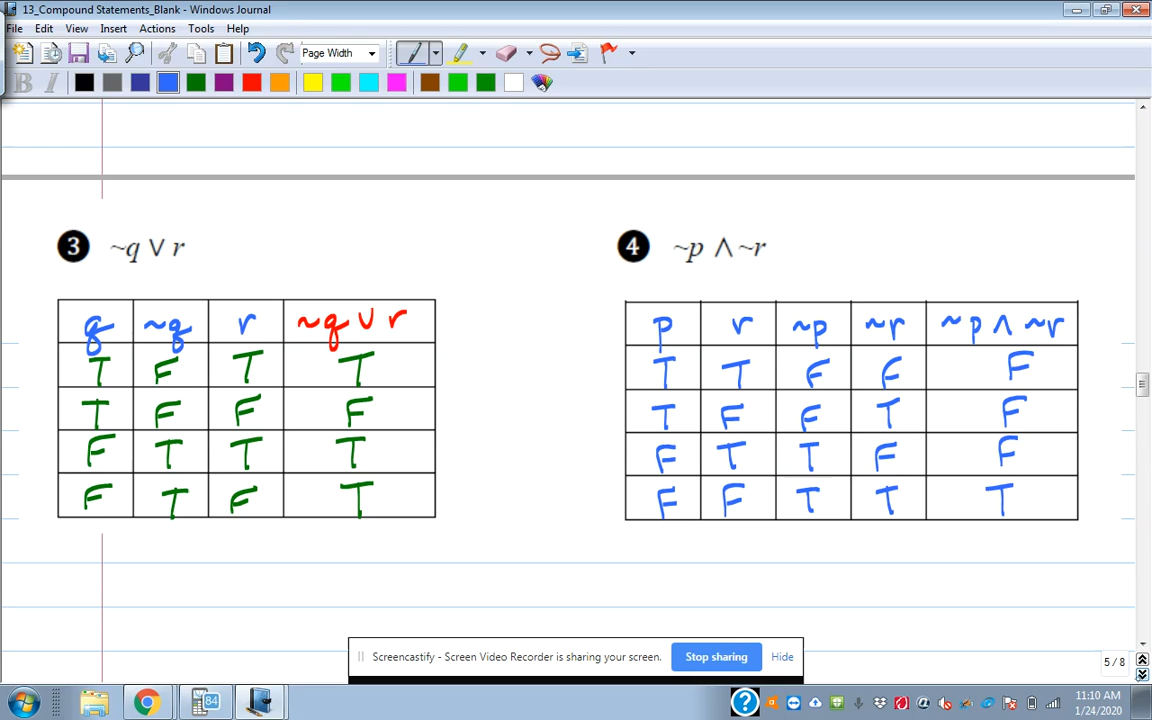 13_Compound Statements_Blank - Windows Journal
File Edit View Insert Actions Tools Help
Page Width
B I
3 ~q ∨ r
4 ~p ∧ ~r
q ~q r ~q ∨ r
T F T T
T F F F
F T T T
F T F T
p r ~p ~r ~p ∧ ~r
T T F F F
T F F T F
F T T F F
F F T T T
Screencastify - Screen Video Recorder is sharing your screen. Stop sharing Hide
5 / 8
84
11:10 AM
1/24/2020